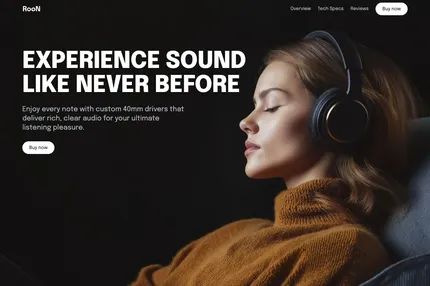 RooN
Overview Tech Specs Reviews Buy now
EXPERIENCE SOUND
LIKE NEVER BEFORE
Enjoy every note with custom 40mm drivers that
deliver rich, clear audio for your ultimate
listening pleasure.
Buy now